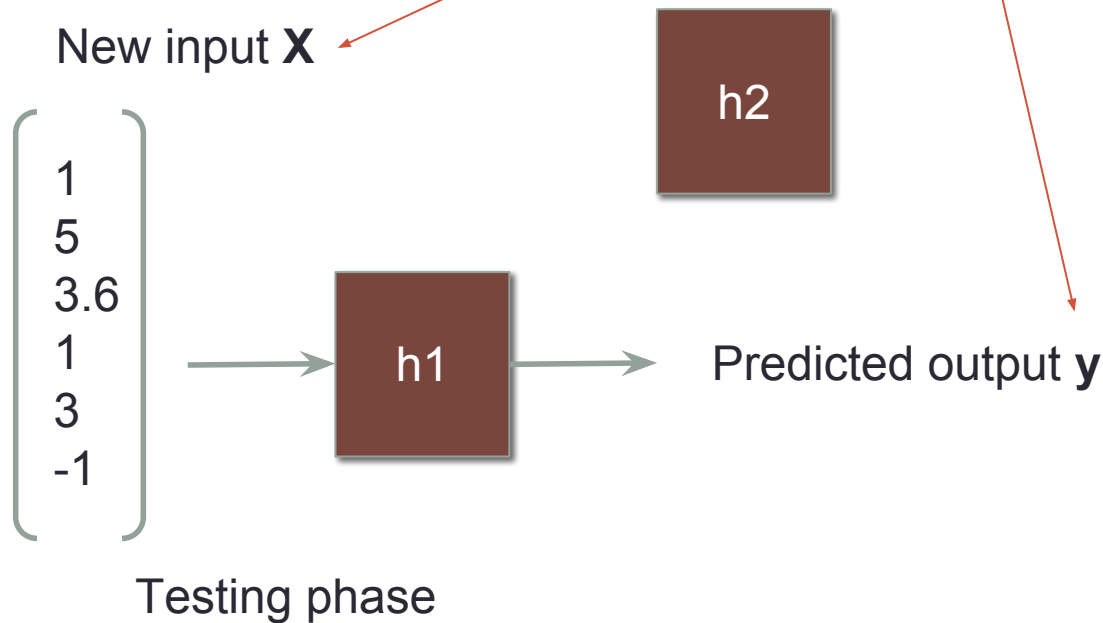 New input X
h2
1
5
3.6
1
3
-1
h1
Predicted output y
Testing phase